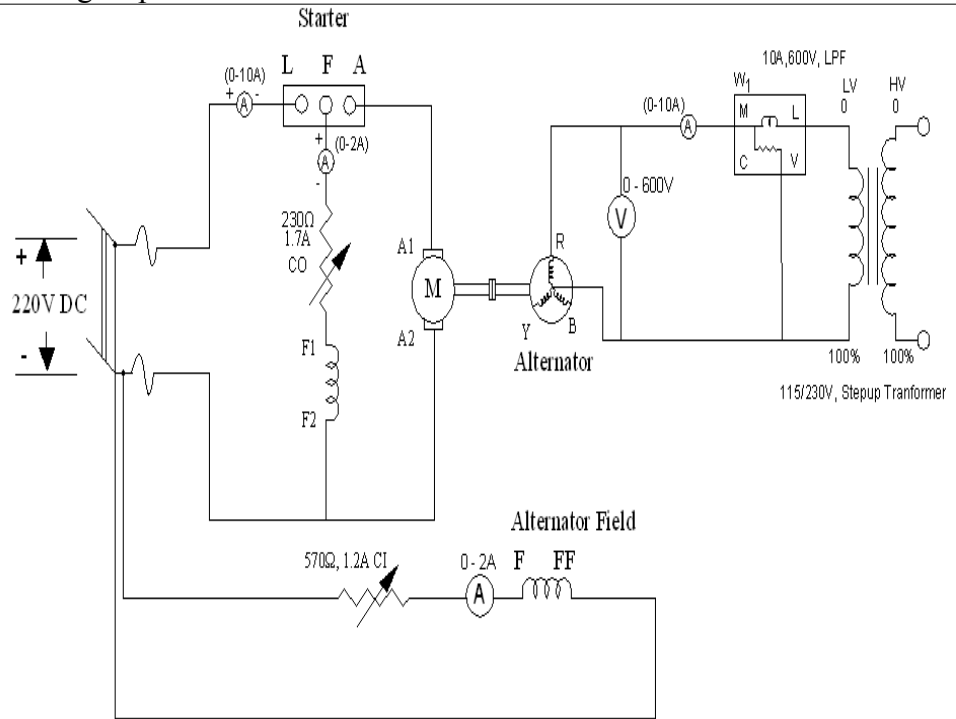 Starter
L F A
(0-10A)
+ A -
+
(0-2A)
A
-
230Ω
1.7A
CO
+
220V DC
-
F1
F2
A1
M
A2
R
Y
B
Alternator
0 - 600V
V
(0-10A)
A
10A,600V, LPF
W1
M L
C V
LV
0
HV
0
100%
100%
115/230V, Stepup Tranformer
Alternator Field
570Ω, 1.2A CI
0 - 2A
A
F FF